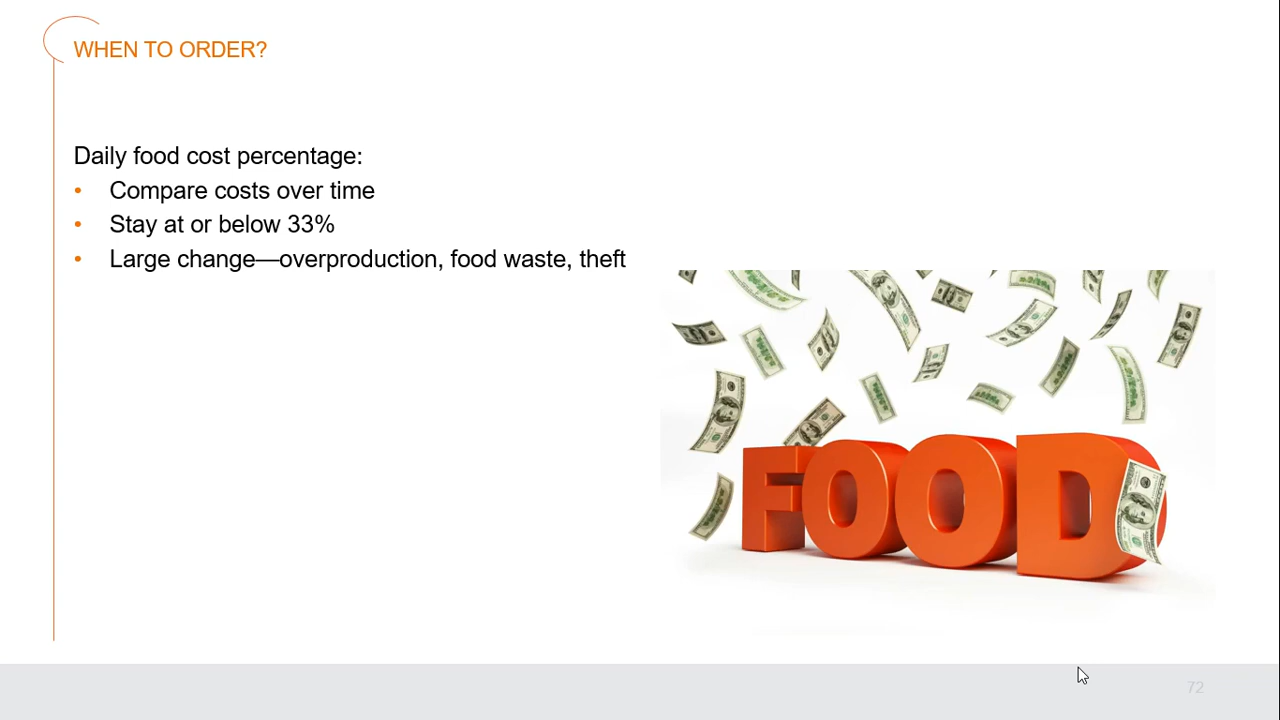 WHEN TO ORDER?
Daily food cost percentage:
• Compare costs over time
• Stay at or below 33%
• Large change—overproduction, food waste, theft
FOOD
72